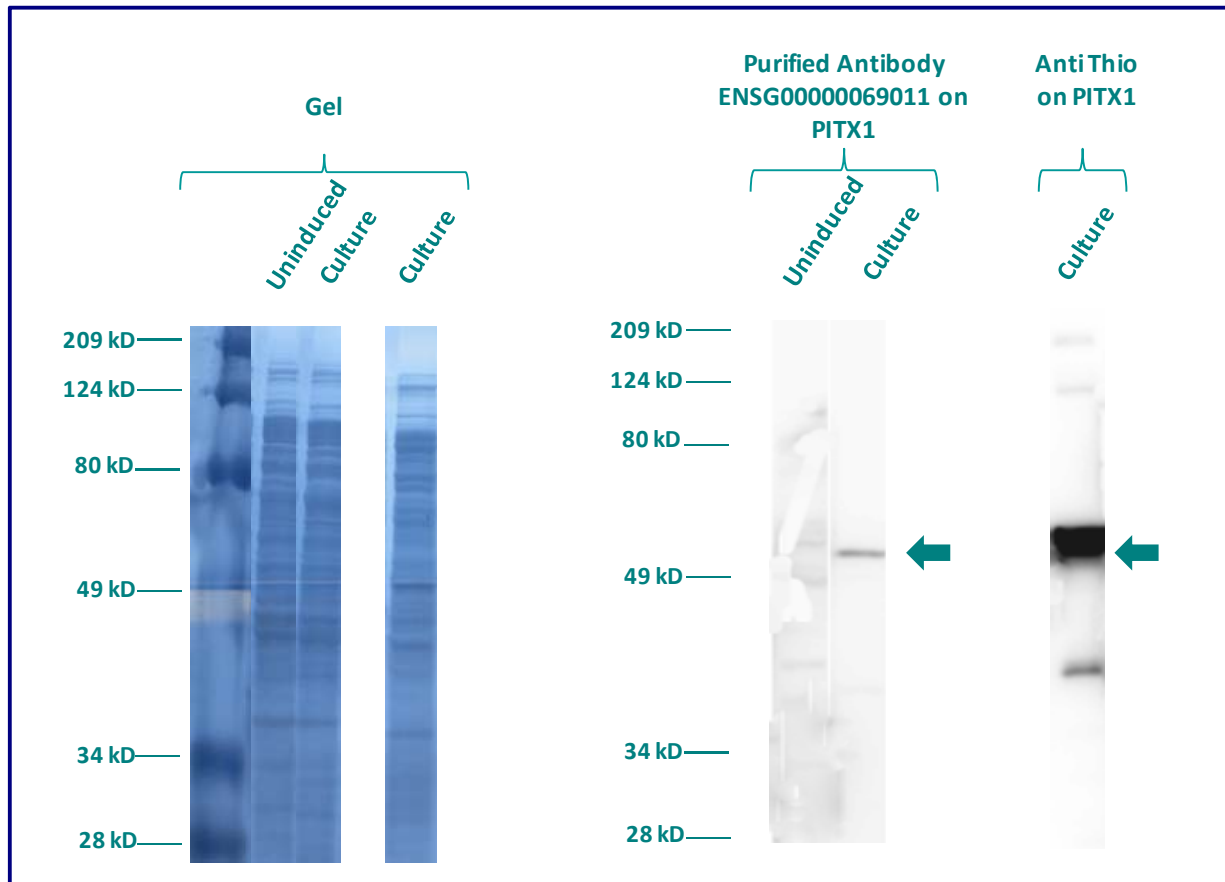 Gel
Uninduced
Culture
Culture
209 kD
124 kD
80 kD
49 kD
34 kD
28 kD
Purified Antibody
ENSG00000069011 on
PITX1
Uninduced
Culture
209 kD
124 kD
80 kD
49 kD
34 kD
28 kD
Anti Thio
on PITX1
Culture